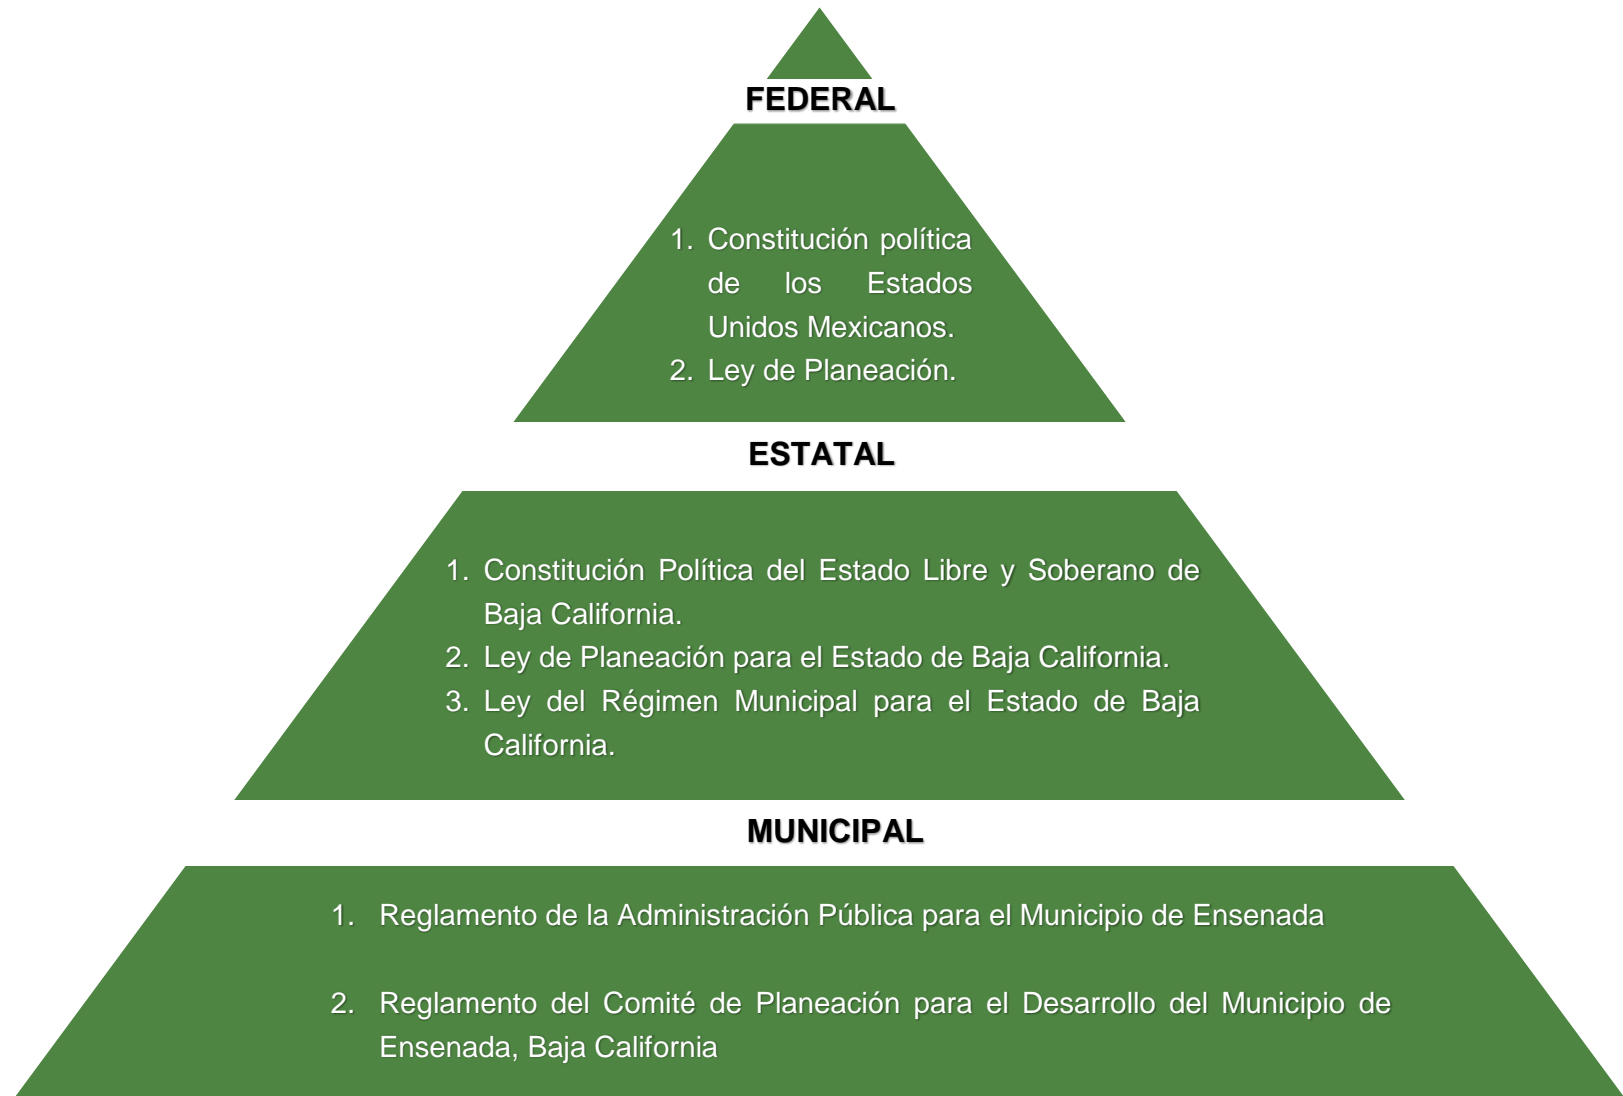 FEDERAL
1. Constitución política
de los Estados
Unidos Mexicanos.
2. Ley de Planeación.
ESTATAL
1. Constitución Política del Estado Libre y Soberano de
Baja California.
2. Ley de Planeación para el Estado de Baja California.
3. Ley del Régimen Municipal para el Estado de Baja
California.
MUNICIPAL
1. Reglamento de la Administración Pública para el Municipio de Ensenada
2. Reglamento del Comité de Planeación para el Desarrollo del Municipio de
Ensenada, Baja California